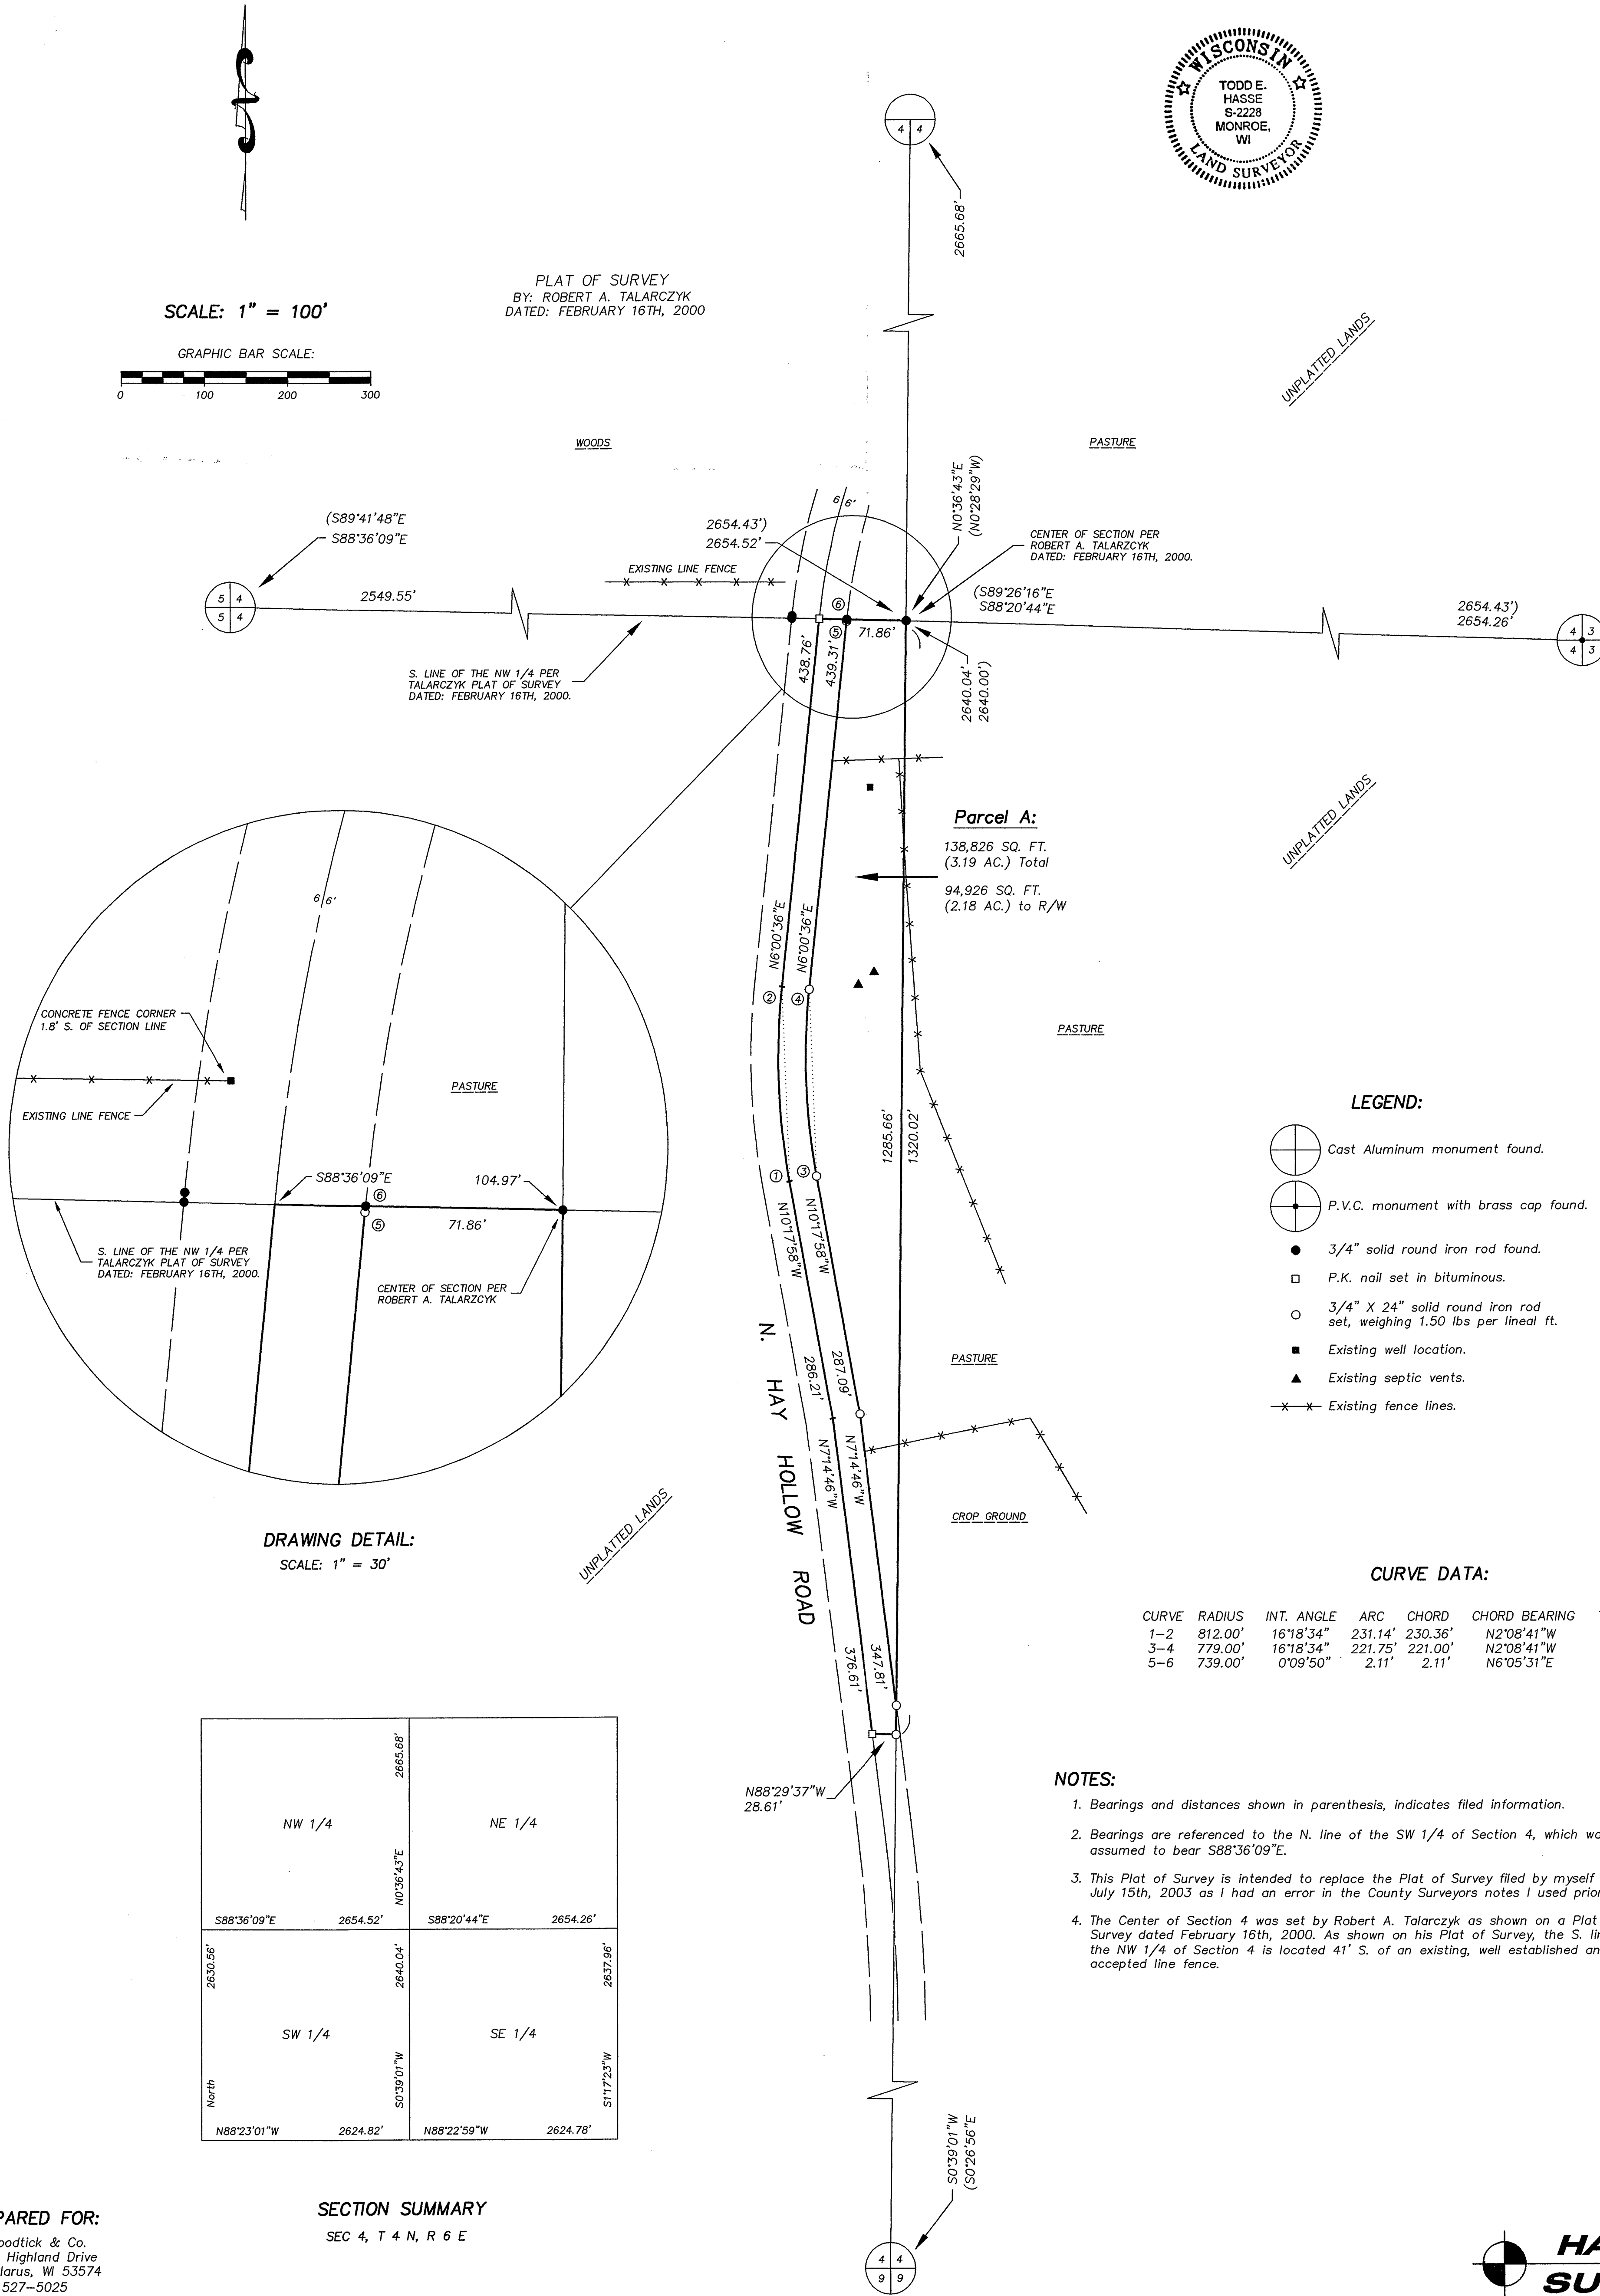 WISCONSIN
TODD E.
HASSE
S-2228
MONROE,
WI
LAND SURVEYOR
4 4
2665.68'
PLAT OF SURVEY
BY: ROBERT A. TALARCZYK
DATED: FEBRUARY 16TH, 2000
SCALE: 1" = 100'
GRAPHIC BAR SCALE:
0 100 200 300
UNPLATTED LANDS
WOODS
PASTURE
N0°36'43"E
(N0°28'29"W)
6/6'
(S89°41'48"E
S88°36'09"E
2654.43')
2654.52'
CENTER OF SECTION PER
ROBERT A. TALARZCYK
DATED: FEBRUARY 16TH, 2000.
EXISTING LINE FENCE
5 4
5 4
2549.55'
6
5
71.86'
(S89°26'16"E
S88°20'44"E
2654.43')
2654.26'
4 3
4 3
438.76'
439.31'
2640.04'
2640.00')
S. LINE OF THE NW 1/4 PER
TALARCZYK PLAT OF SURVEY
DATED: FEBRUARY 16TH, 2000.
UNPLATTED LANDS
Parcel A:
138,826 SQ. FT.
(3.19 AC.) Total
94,926 SQ. FT.
(2.18 AC.) to R/W
N6°00'36"E
N6°00'36"E
2
4
PASTURE
1285.66'
1320.02'
1
3
N10°17'58"W
N10°17'58"W
6/6'
CONCRETE FENCE CORNER
1.8' S. OF SECTION LINE
EXISTING LINE FENCE
PASTURE
S88°36'09"E
104.97'
6
5
71.86'
S. LINE OF THE NW 1/4 PER
TALARCZYK PLAT OF SURVEY
DATED: FEBRUARY 16TH, 2000.
CENTER OF SECTION PER
ROBERT A. TALARZCYK
DRAWING DETAIL:
SCALE: 1" = 30'
UNPLATTED LANDS
N. HAY HOLLOW ROAD
286.21'
287.09'
PASTURE
N7°14'46"W
N7°14'46"W
CROP GROUND
376.61'
347.81'
N88°29'37"W
28.61'
LEGEND:
Cast Aluminum monument found.
P.V.C. monument with brass cap found.
3/4" solid round iron rod found.
P.K. nail set in bituminous.
3/4" X 24" solid round iron rod
set, weighing 1.50 lbs per lineal ft.
Existing well location.
Existing septic vents.
Existing fence lines.
CURVE DATA:
CURVE RADIUS INT. ANGLE ARC CHORD CHORD BEARING
1-2 812.00' 16°18'34" 231.14' 230.36' N2°08'41"W
3-4 779.00' 16°18'34" 221.75' 221.00' N2°08'41"W
5-6 739.00' 0°09'50" 2.11' 2.11' N6°05'31"E
NOTES:
1. Bearings and distances shown in parenthesis, indicates filed information.
2. Bearings are referenced to the N. line of the SW 1/4 of Section 4, which
assumed to bear S88°36'09"E.
3. This Plat of Survey is intended to replace the Plat of Survey filed by myself
July 15th, 2003 as I had an error in the County Surveyors notes I used
4. The Center of Section 4 was set by Robert A. Talarczyk as shown on a Plat
Survey dated February 16th, 2000. As shown on his Plat of Survey, the S.
the NW 1/4 of Section 4 is located 41' S. of an existing, well established
accepted line fence.
2665.68'
NW 1/4
NE 1/4
N0°36'43"E
S88°36'09"E 2654.52' S88°20'44"E 2654.26'
2630.56'
2640.04'
2637.96'
SW 1/4
SE 1/4
North
S0°39'01"W
S1°17'23"W
N88°23'01"W 2624.82' N88°22'59"W 2624.78'
SECTION SUMMARY
SEC 4, T 4 N, R 6 E
S0°39'01"W
(S0°26'56"E
4 4
9 9
FOR:
& Co.
Highland Drive
WI 53574
527-5025